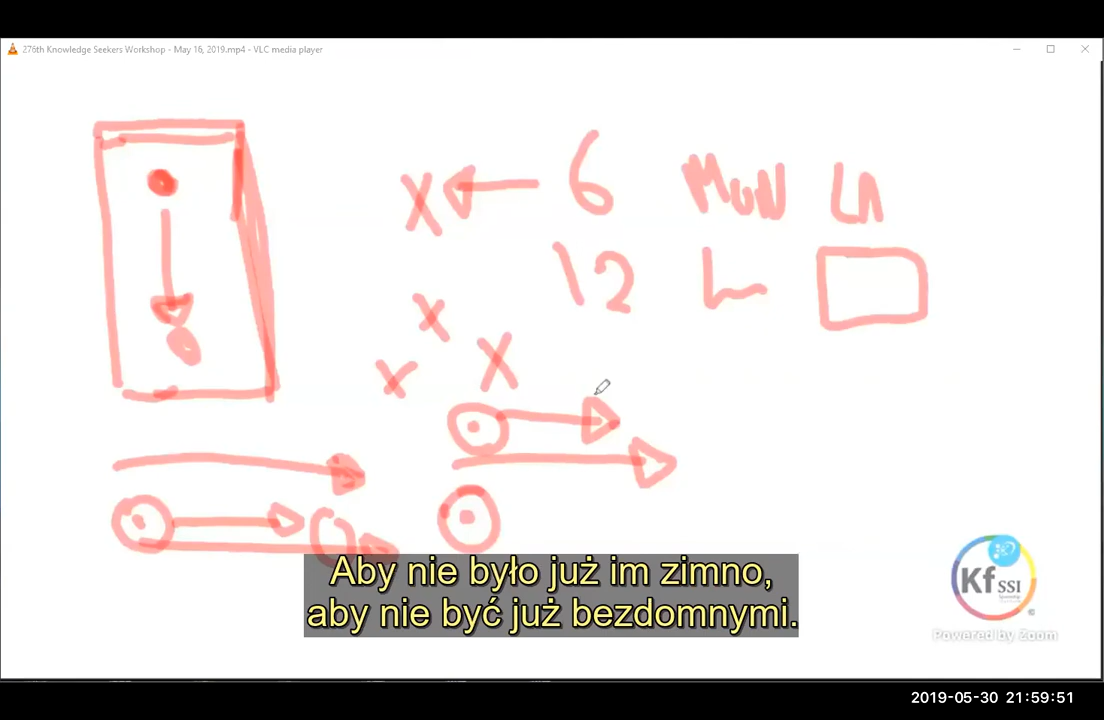 276th Knowledge Seekers Workshop - May 16, 2019.mp4 - VLC media player
X
6
MUN
12
X
X
X
Aby nie było już im zimno,
aby nie być już bezdomnymi.
Kf SSI
Powered by Zoom
2019-05-30 21:59:51